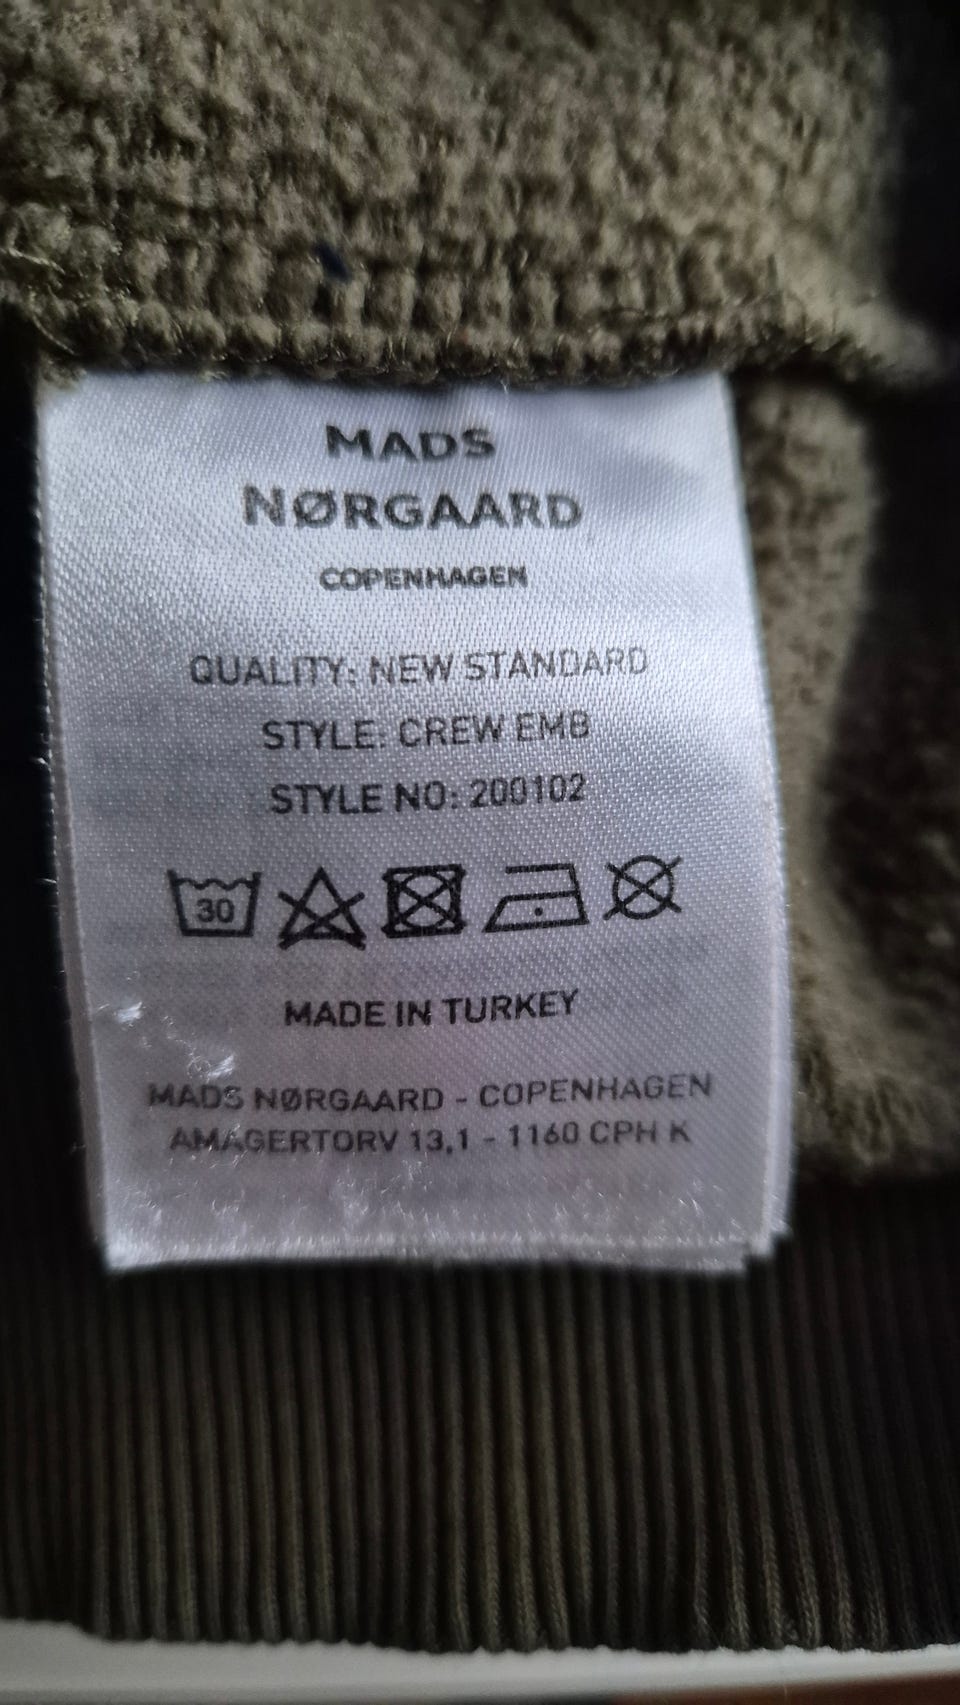 MADS
NØRGAARD
COPENHAGEN
QUALITY: NEW STANDARD
STYLE: CREW EMB
STYLE NO: 200102
30
MADE IN TURKEY
MADS NØRGAARD - COPENHAGEN
AMAGERTORV 13,1 - 1160 CPH K